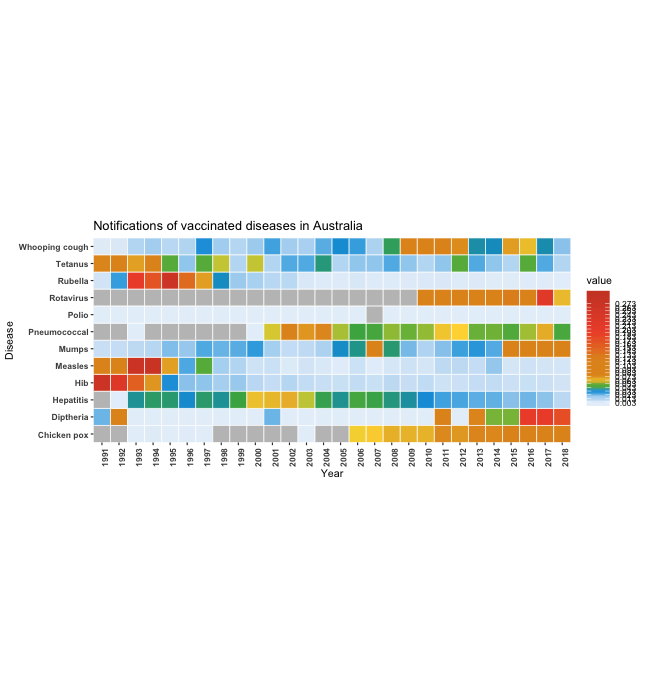 Notifications of vaccinated diseases in Australia
Disease
Whooping cough
Tetanus
Rubella
Rotavirus
Polio
Pneumococcal
Mumps
Measles
Hib
Hepatitis
Diptheria
Chicken pox
1991 1992 1993 1994 1995 1996 1997 1998 1999 2000 2001 2002 2003 2004 2005 2006 2007 2008 2009 2010 2011 2012 2013 2014 2015 2016 2017 2018
Year
value
0.273
0.003